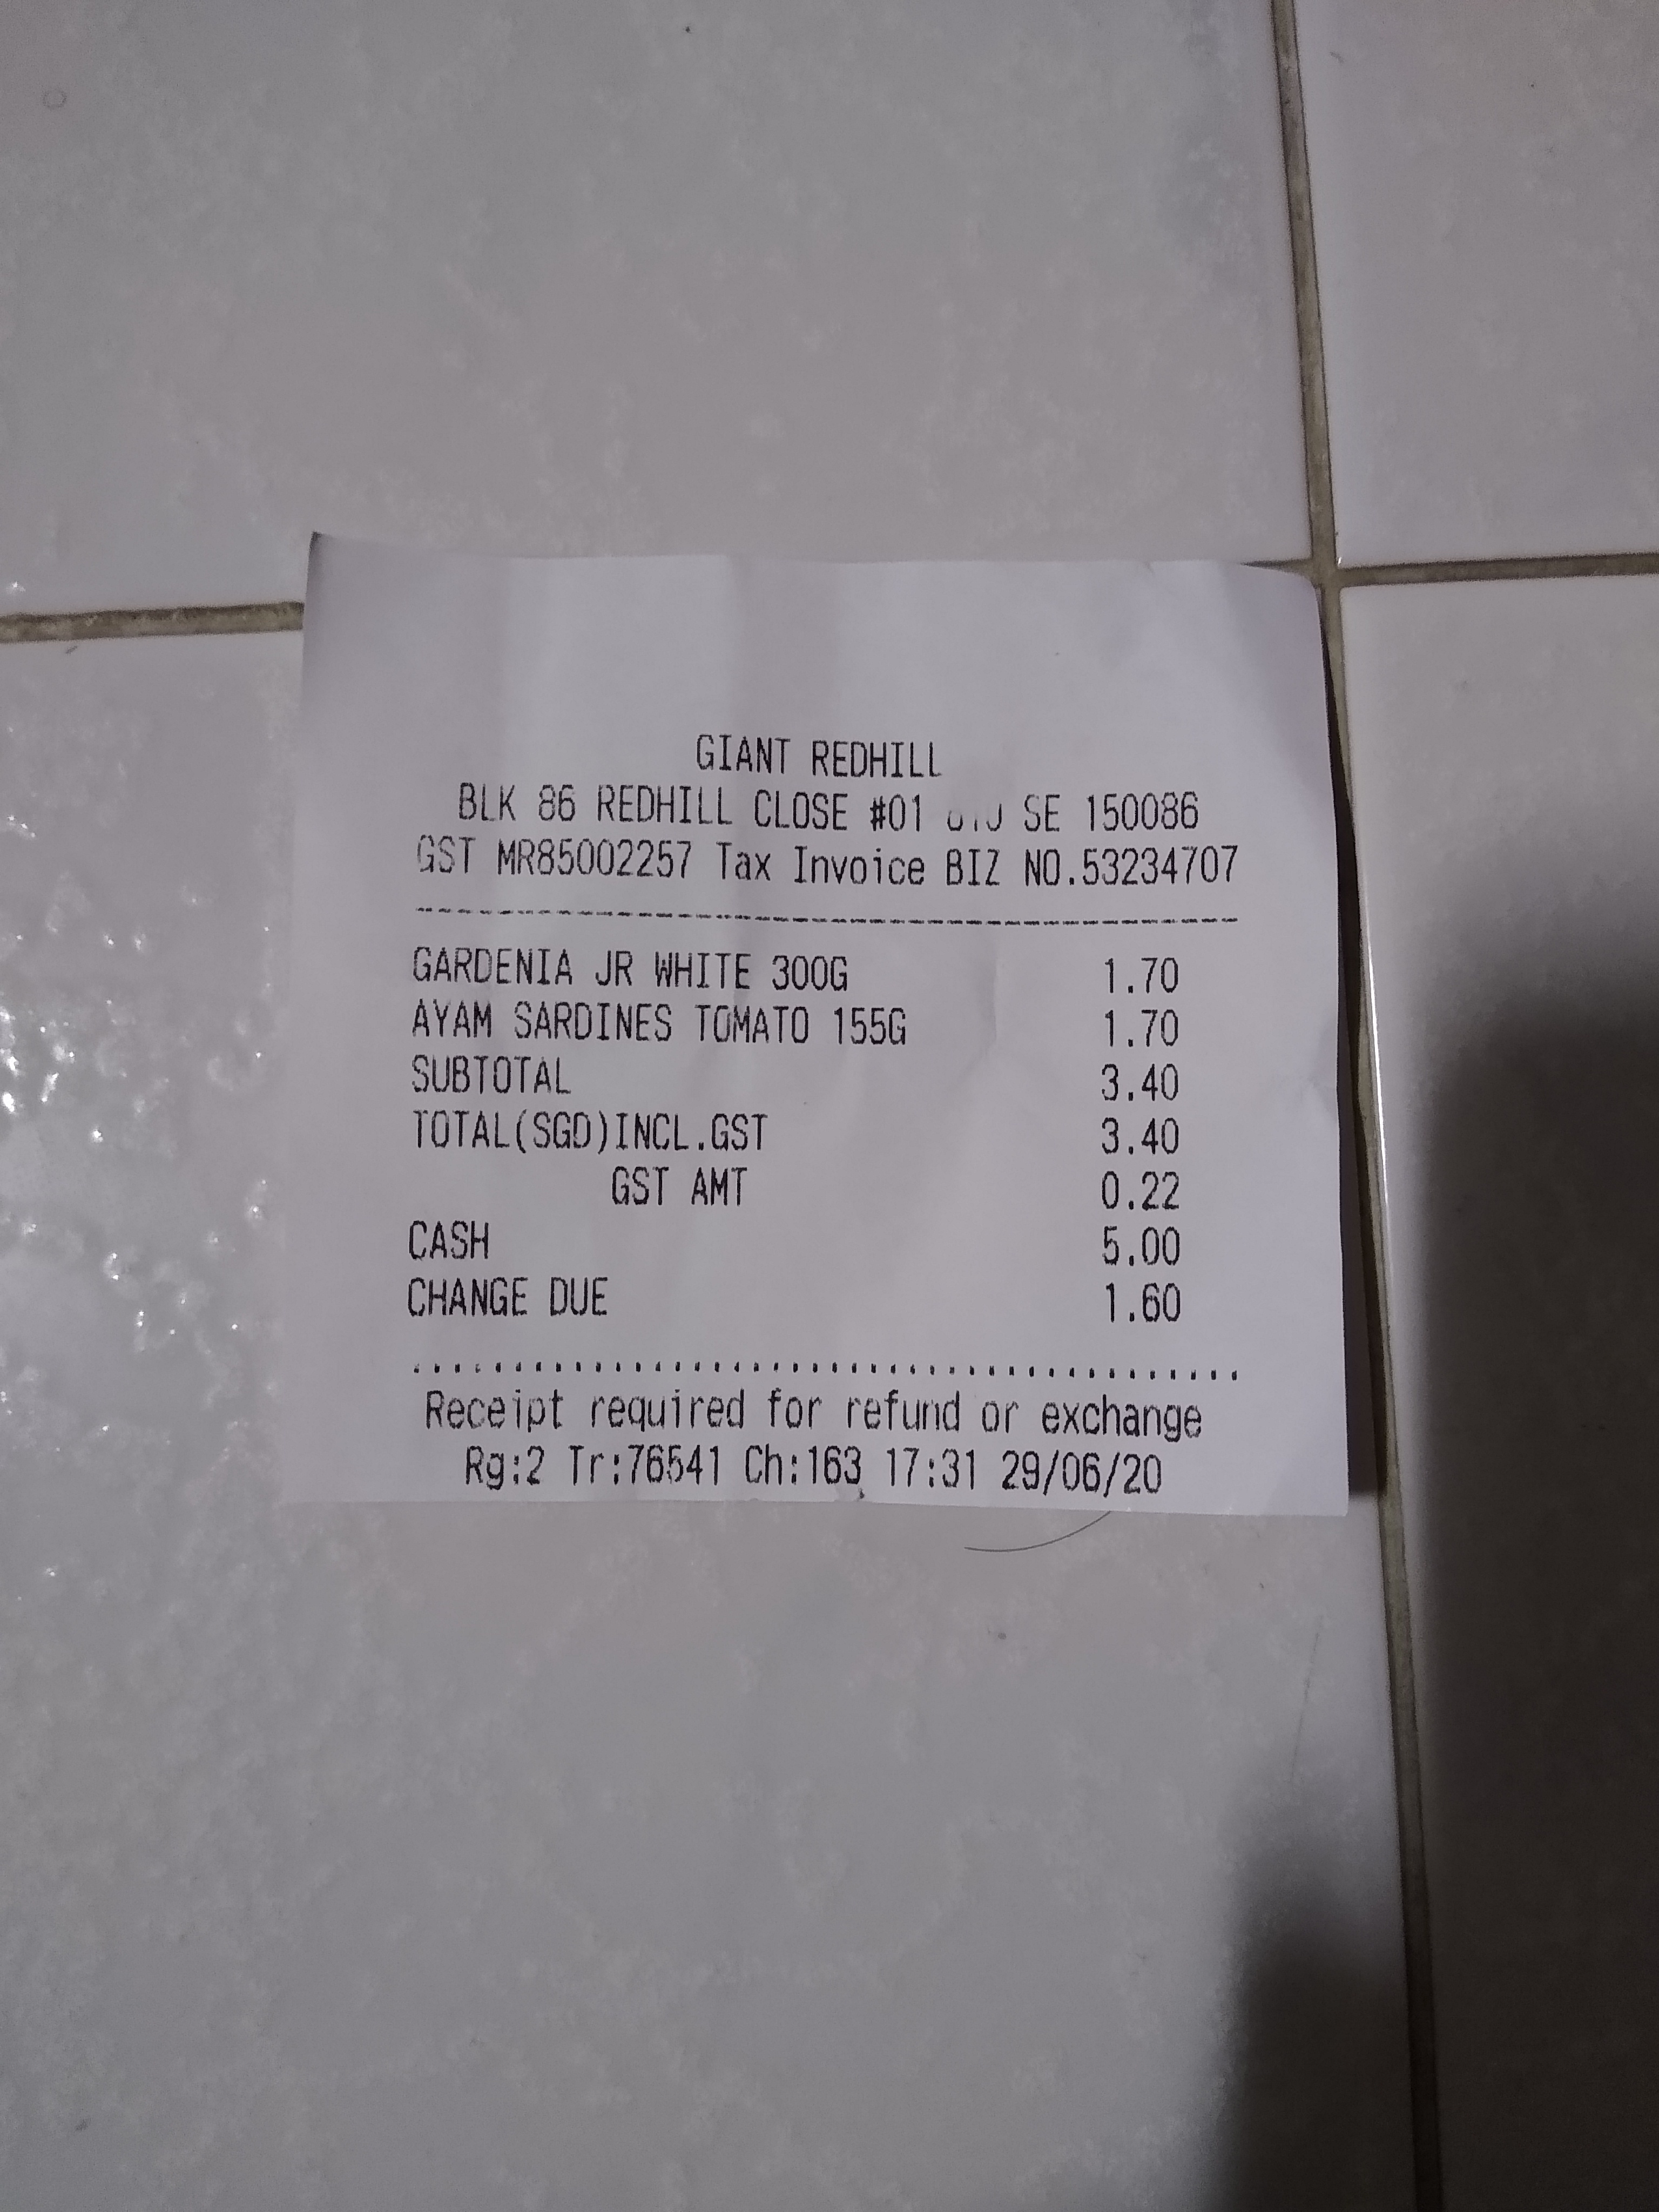 GIANT REDHILL
BLK 86 REDHILL CLOSE #01 SE 150086
GST MR85002257 Tax Invoice BIZ NO.53234707
GARDENIA JR WHITE 300G 1.70
AYAM SARDINES TOMATO 155G 1.70
SUBTOTAL 3.40
TOTAL(SGD)INCL.GST 3.40
GST AMT 0.22
CASH 5.00
CHANGE DUE 1.60
Receipt required for refund or exchange
Rg:2 Tr:76541 Ch:163 17:31 29/06/20